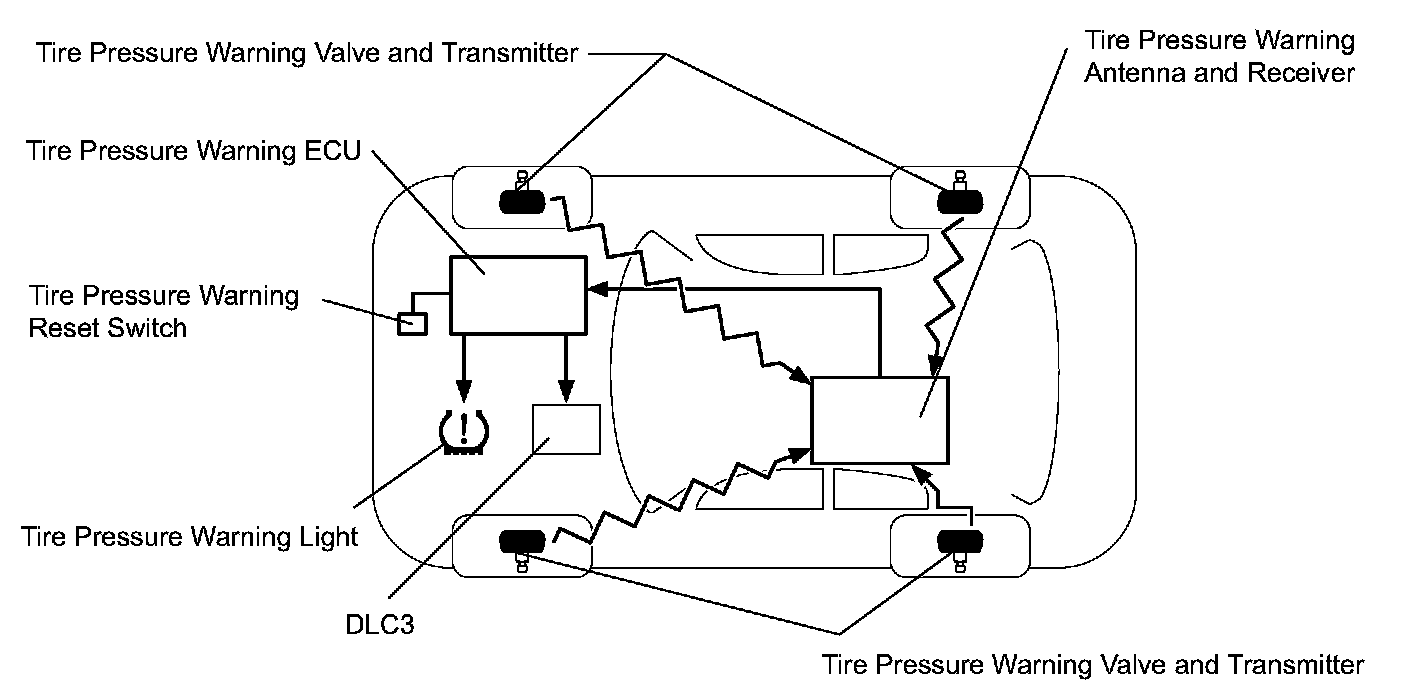 Tire Pressure Warning Valve and Transmitter
Tire Pressure Warning
Antenna and Receiver
Tire Pressure Warning ECU
Tire Pressure Warning
Reset Switch
!
Tire Pressure Warning Light
DLC3
Tire Pressure Warning Valve and Transmitter